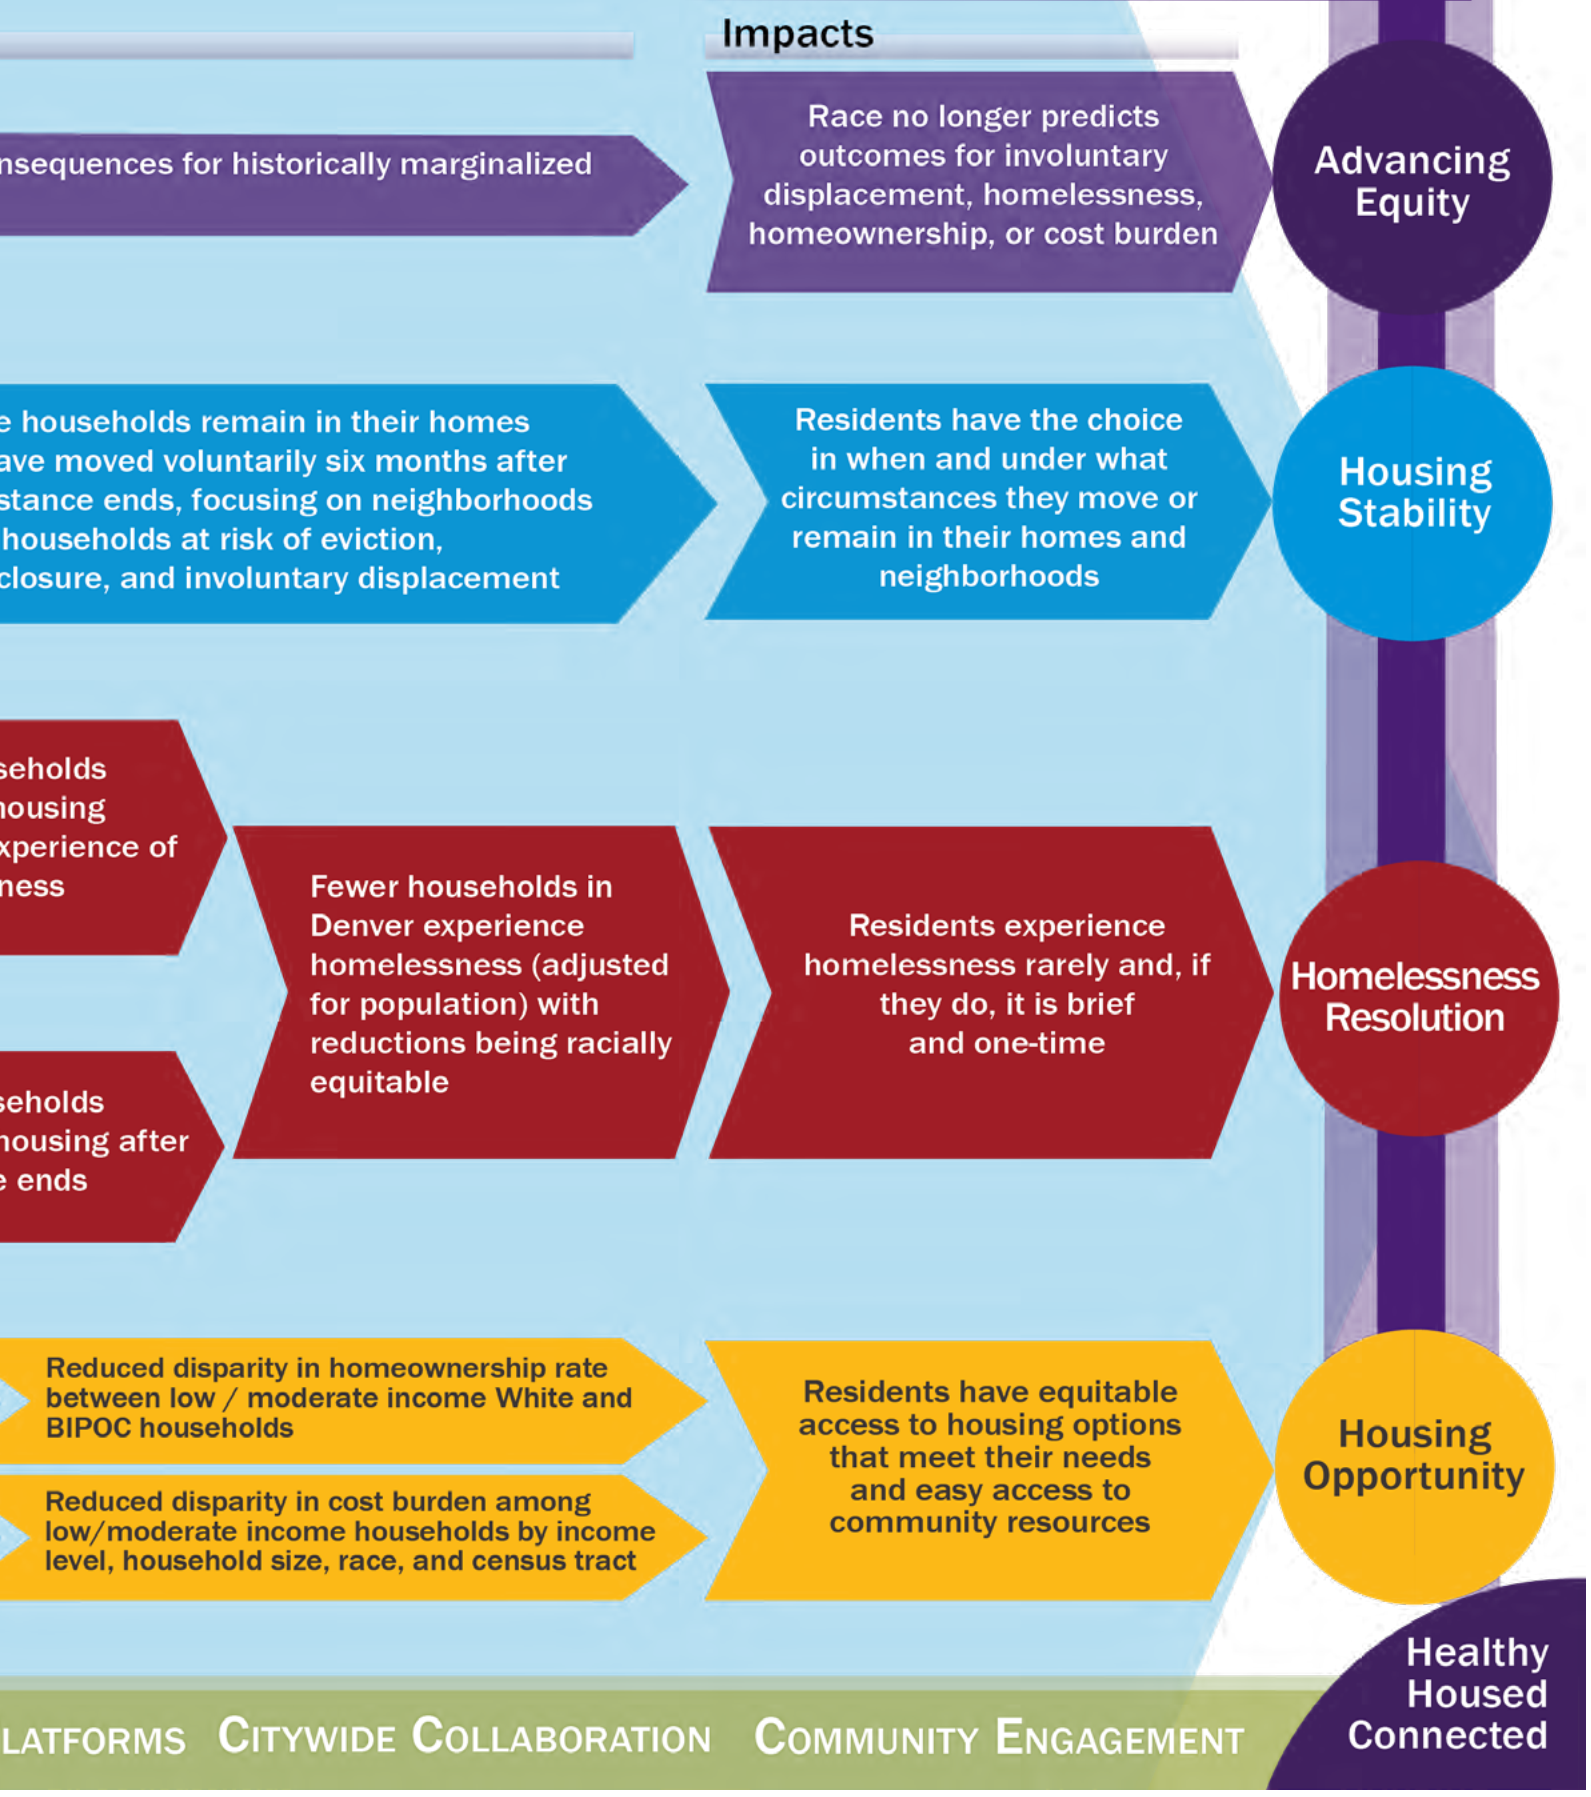 Impacts
nsequences for historically marginalized
Race no longer predicts
outcomes for involuntary
displacement, homelessness,
homeownership, or cost burden
Advancing
Equity
e households remain in their homes
ave moved voluntarily six months after
stance ends, focusing on neighborhoods
households at risk of eviction,
closure, and involuntary displacement
Residents have the choice
in when and under what
circumstances they move or
remain in their homes and
neighborhoods
Housing
Stability
seholds
housing
xperience of
ness
seholds
housing after
e ends
Fewer households in
Denver experience
homelessness (adjusted
for population) with
reductions being racially
equitable
Residents experience
homelessness rarely and, if
they do, it is brief
and one-time
Homelessness
Resolution
Reduced disparity in homeownership rate
between low / moderate income White and
BIPOC households
Reduced disparity in cost burden among
low/moderate income households by income
level, household size, race, and census tract
Residents have equitable
access to housing options
that meet their needs
and easy access to
community resources
Housing
Opportunity
LATFORMS CITYWIDE COLLABORATION COMMUNITY ENGAGEMENT
Healthy
Housed
Connected